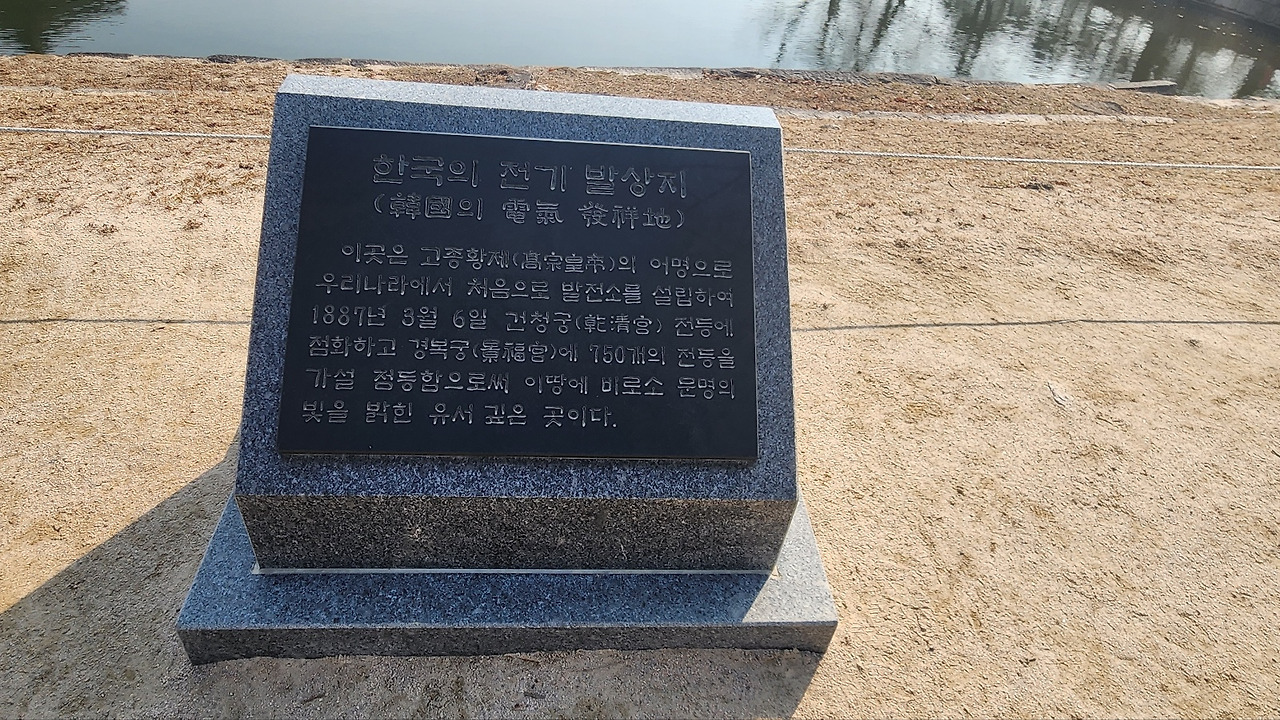 한국의 전기 발상지
(韓國의 電氣 發祥地)
이곳은 고종황제(高宗皇帝)의 어명으로
우리나라에서 처음으로 발전소를 설립하여
1887년 3월 6일 건청궁(乾淸宮) 전등에
점화하고 경복궁(景福宮)에 750개의 전등을
가설 점등함으로써 이땅에 비로소 문명의
빛을 밝힌 유서 깊은 곳이다.